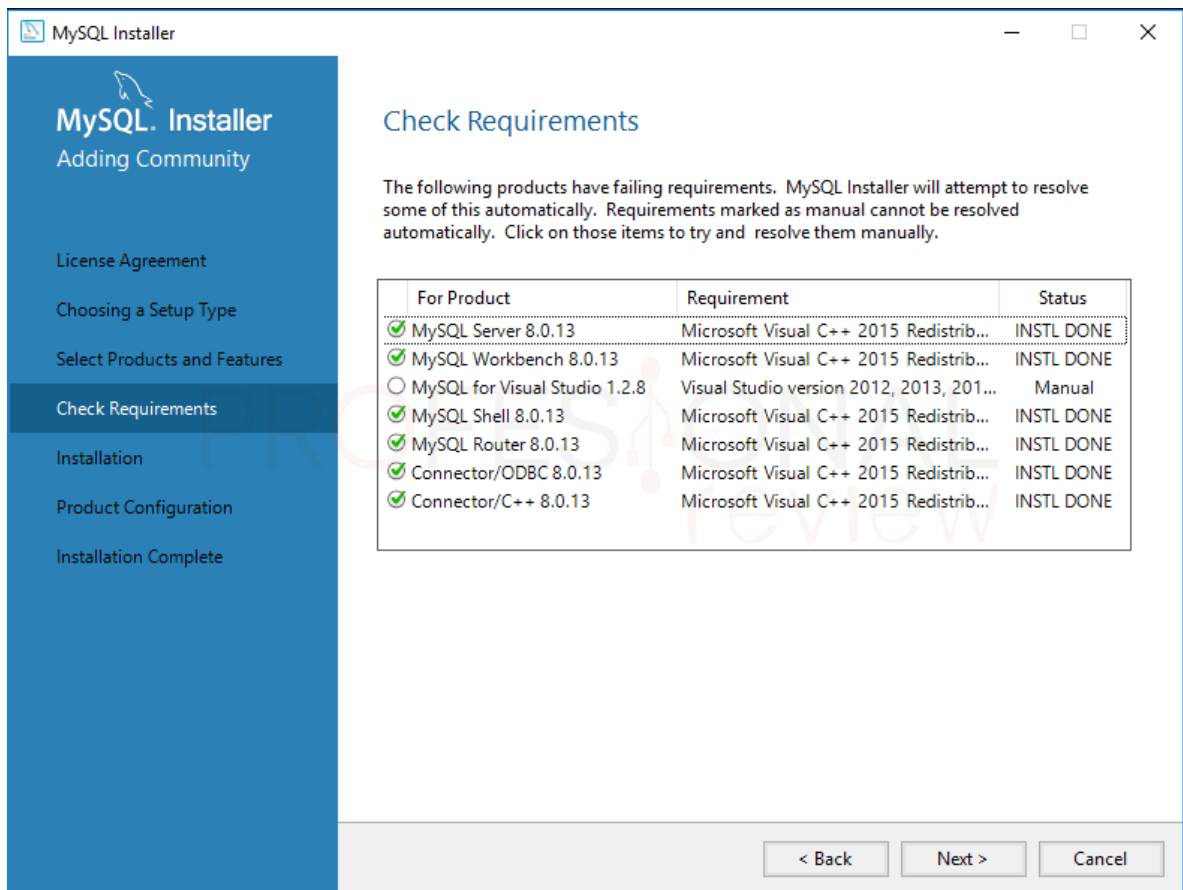 MySQL Installer
MySQL. Installer
Adding Community
License Agreement
Choosing a Setup Type
Select Products and Features
Check Requirements
Installation
Product Configuration
Installation Complete
Check Requirements
The following products have failing requirements. MySQL Installer will attempt to resolve
some of this automatically. Requirements marked as manual cannot be resolved
automatically. Click on those items to try and resolve them manually.
For Product Requirement Status
MySQL Server 8.0.13 Microsoft Visual C++ 2015 Redistrib... INSTL DONE
MySQL Workbench 8.0.13 Microsoft Visual C++ 2015 Redistrib... INSTL DONE
MySQL for Visual Studio 1.2.8 Visual Studio version 2012, 2013, 201... Manual
MySQL Shell 8.0.13 Microsoft Visual C++ 2015 Redistrib... INSTL DONE
MySQL Router 8.0.13 Microsoft Visual C++ 2015 Redistrib... INSTL DONE
Connector/ODBC 8.0.13 Microsoft Visual C++ 2015 Redistrib... INSTL DONE
Connector/C++ 8.0.13 Microsoft Visual C++ 2015 Redistrib... INSTL DONE
PROFESIONAL
review
< Back Next > Cancel